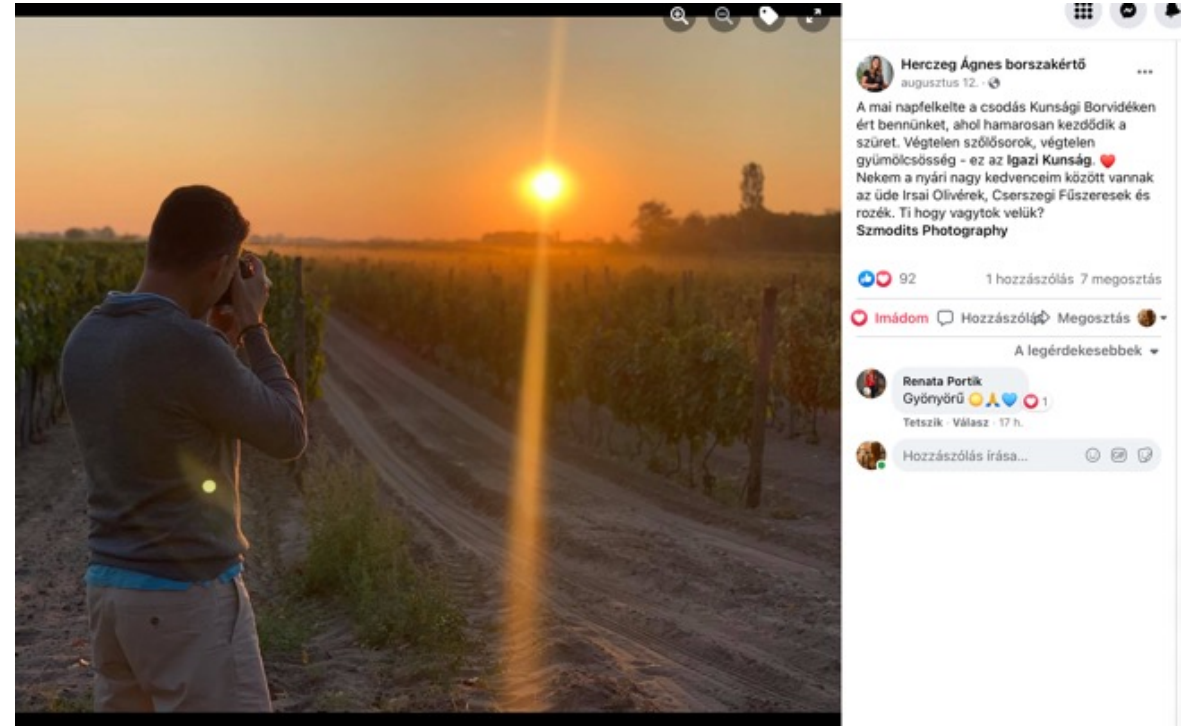 Herczeg Ágnes borszakértő
augusztus 12. ·
A mai napfelkelte a csodás Kunsági Borvidéken
ért bennünket, ahol hamarosan kezdődik a
szüret. Végtelen szőlősorok, végtelen
gyümölcsösség - ez az Igazi Kunság. ❤️
Nekem a nyári nagy kedvenceim között vannak
az üde Irsai Olivérek, Cserszegi Fűszeresek és
rozék. Ti hogy vagytok velük?
Szmodits Photography
92 1 hozzászólás 7 megosztás
Imádom Hozzászólás Megosztás
A legérdekesebbek
Renata Portik
Gyönyörű 🌕🙏💙 1
Tetszik · Válasz · 17 h.
Hozzászólás írása...
GIF